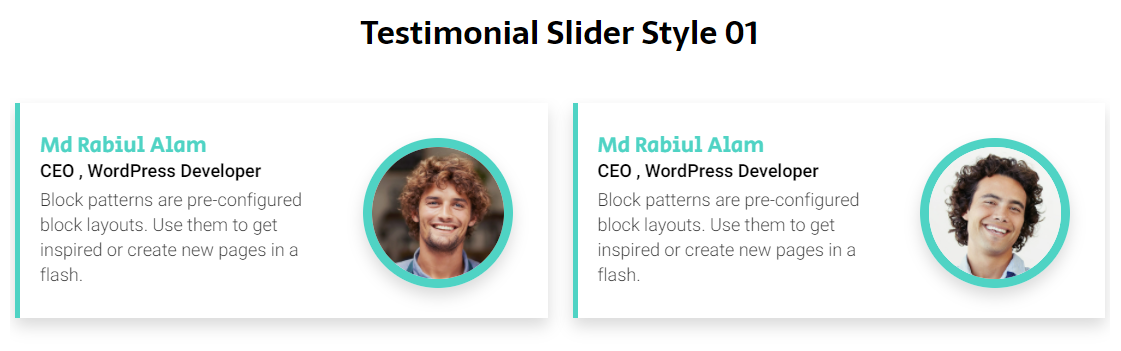 Testimonial Slider Style 01
Md Rabiul Alam
CEO , WordPress Developer
Block patterns are pre-configured
block layouts. Use them to get
inspired or create new pages in a
flash.
Md Rabiul Alam
CEO , WordPress Developer
Block patterns are pre-configured
block layouts. Use them to get
inspired or create new pages in a
flash.